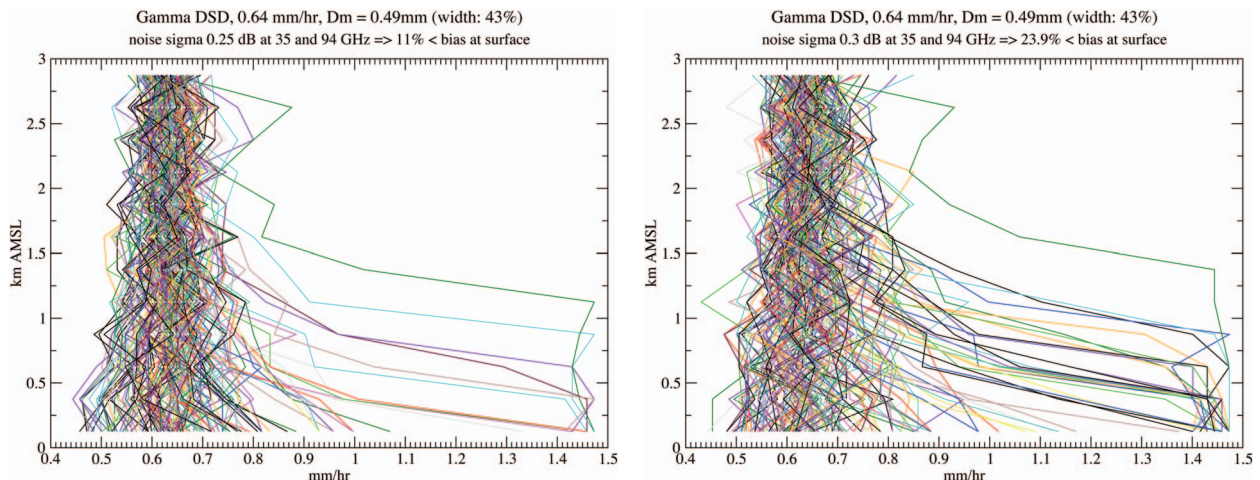 Gamma DSD, 0.64 mm/hr, Dm = 0.49mm (width: 43%)
noise sigma 0.25 dB at 35 and 94 GHz => 11% < bias at surface
3
2.5
2
1.5
1
0.5
0
km AMSL
0.4 0.5 0.6 0.7 0.8 0.9 1 1.1 1.2 1.3 1.4 1.5
mm/hr
Gamma DSD, 0.64 mm/hr, Dm = 0.49mm (width: 43%)
noise sigma 0.3 dB at 35 and 94 GHz => 23.9% < bias at surface
3
2.5
2
1.5
1
0.5
0
km AMSL
0.4 0.5 0.6 0.7 0.8 0.9 1 1.1 1.2 1.3 1.4 1.5
mm/hr